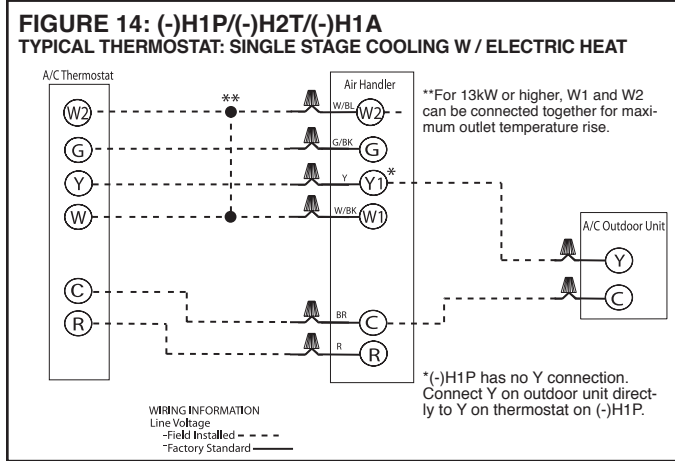 FIGURE 14: (-)H1P/(-)H2T/(-)H1A
TYPICAL THERMOSTAT: SINGLE STAGE COOLING W / ELECTRIC HEAT
A/C Thermostat
W2
G
Y
W
C
R
**
Air Handler
W/BL
W2
G/BK
G
Y
Y1
*
W/BK
W1
BR
C
R
R
**For 13kW or higher, W1 and W2
can be connected together for maxi-
mum outlet temperature rise.
A/C Outdoor Unit
Y
C
*(-)H1P has no Y connection.
Connect Y on outdoor unit direct-
ly to Y on thermostat on (-)H1P.
WIRING INFORMATION
Line Voltage
-Field Installed
-Factory Standard